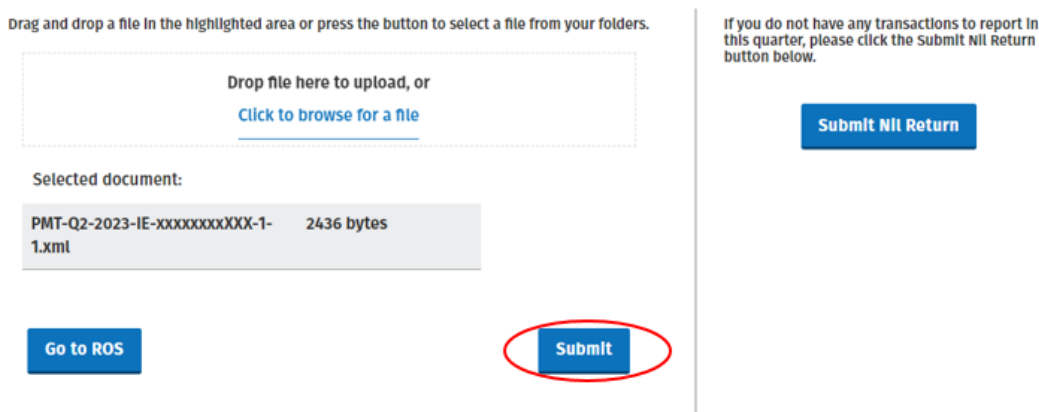 Drag and drop a file in the highlighted area or press the button to select a file from your folders.
Drop file here to upload, or
Click to browse for a file
Selected document:
PMT-Q2-2023-IE-xxxxxxxxXXX-1-
1.xml
2436 bytes
Go to ROS
Submit
If you do not have any transactions to report in
this quarter, please click the Submit Nil Return
button below.
Submit Nil Return